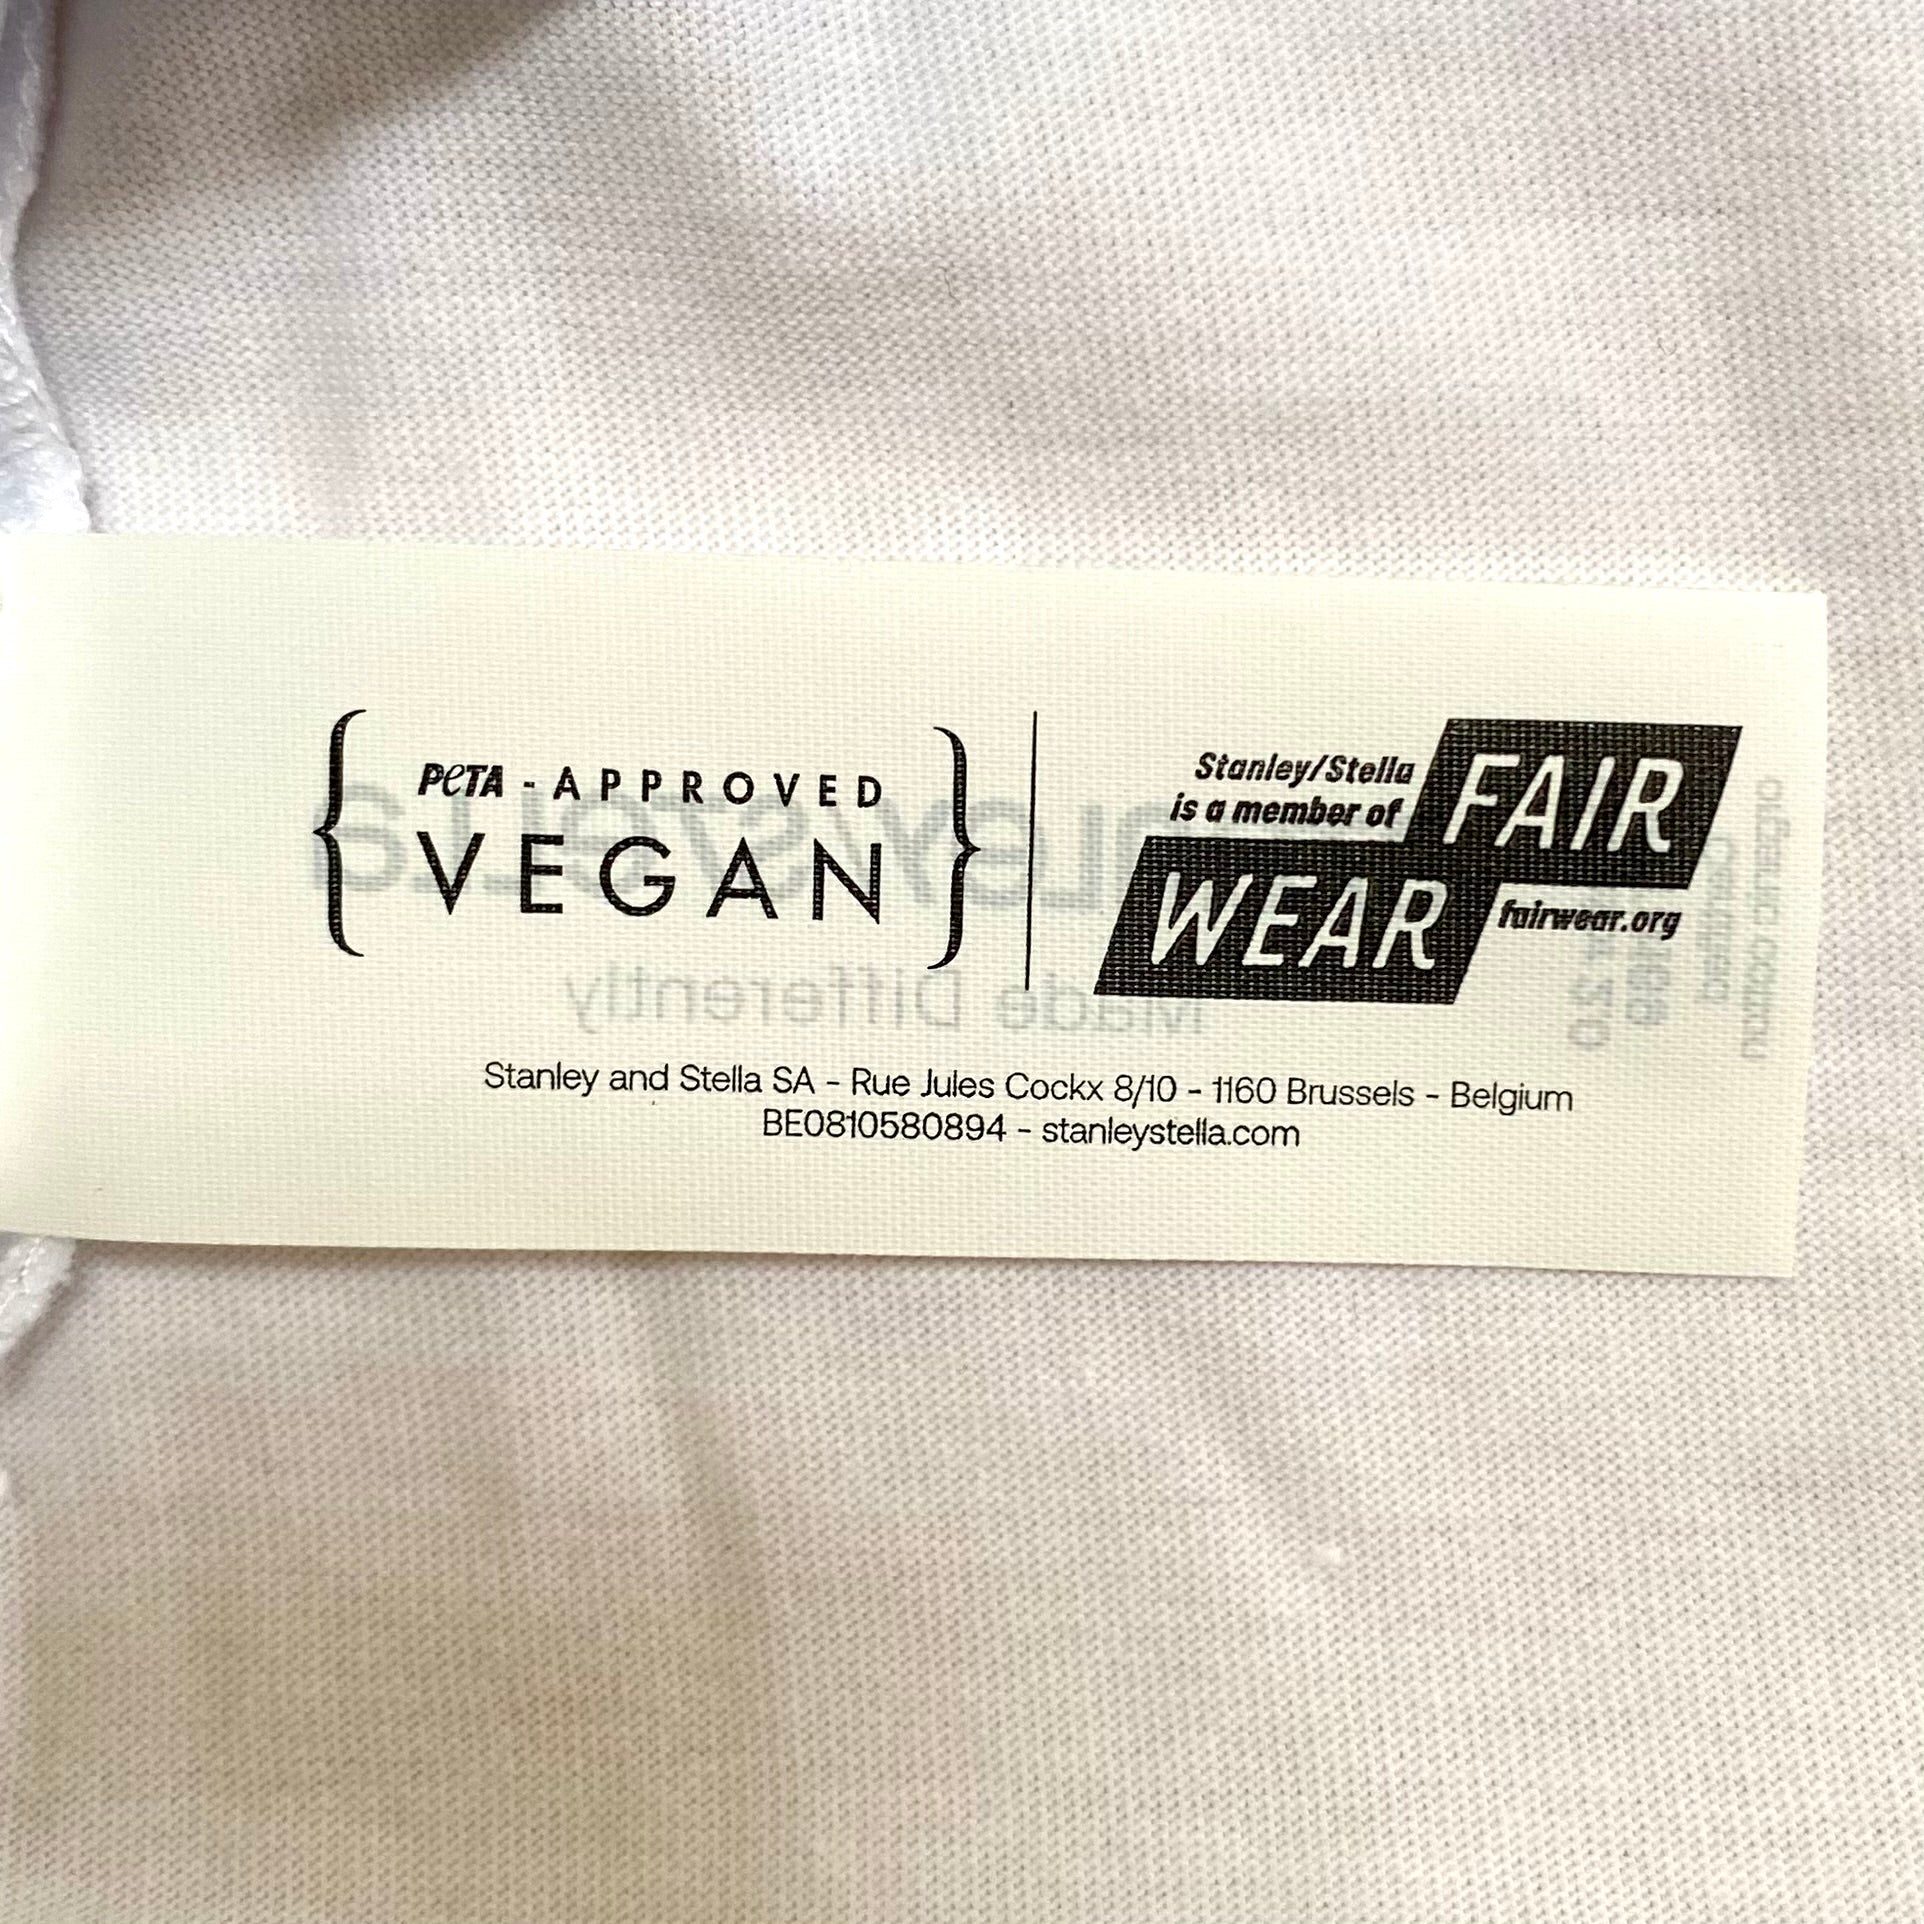 PETA - APPROVED
VEGAN
Stanley/Stella
is a member of
FAIR
WEAR
fairwear.org
Stanley and Stella SA - Rue Jules Cockx 8/10 - 1160 Brussels - Belgium
BE0810580894 - stanleystella.com
Made Differently